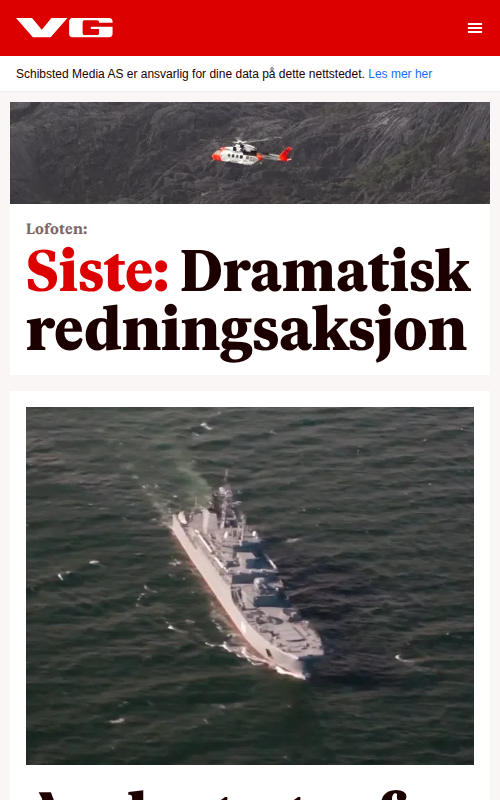 VG
Schibsted Media AS er ansvarlig for dine data på dette nettstedet. Les mer her
Lofoten:
Siste: Dramatisk
redningsaksjon